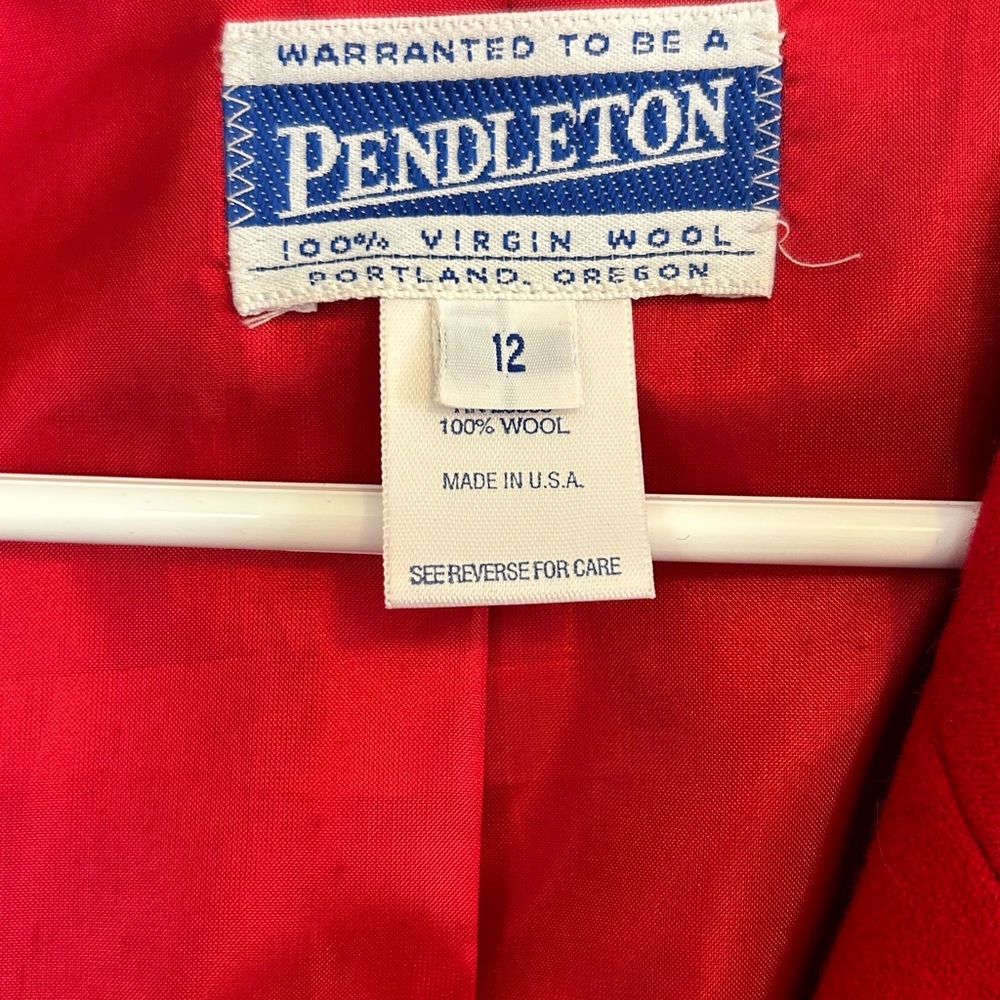 WARRANTED TO BE A
PENDLETON
100% VIRGIN WOOL
PORTLAND, OREGON
12
100% WOOL
MADE IN U.S.A.
SEE REVERSE FOR CARE